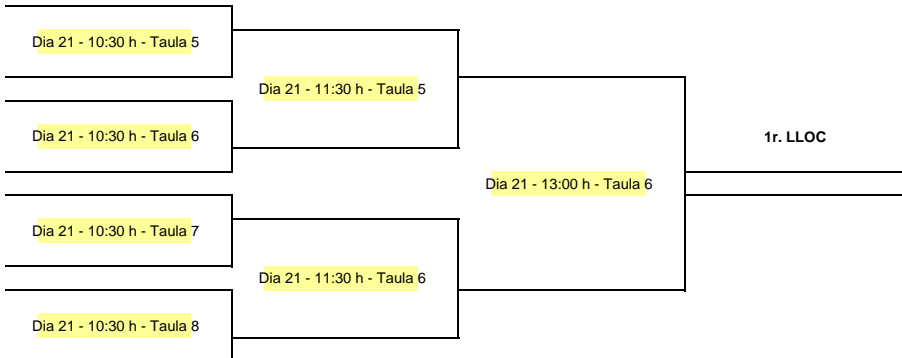 Dia 21 - 10:30 h - Taula 5
Dia 21 - 11:30 h - Taula 5
Dia 21 - 10:30 h - Taula 6
1r. LLOC
Dia 21 - 13:00 h - Taula 6
Dia 21 - 10:30 h - Taula 7
Dia 21 - 11:30 h - Taula 6
Dia 21 - 10:30 h - Taula 8